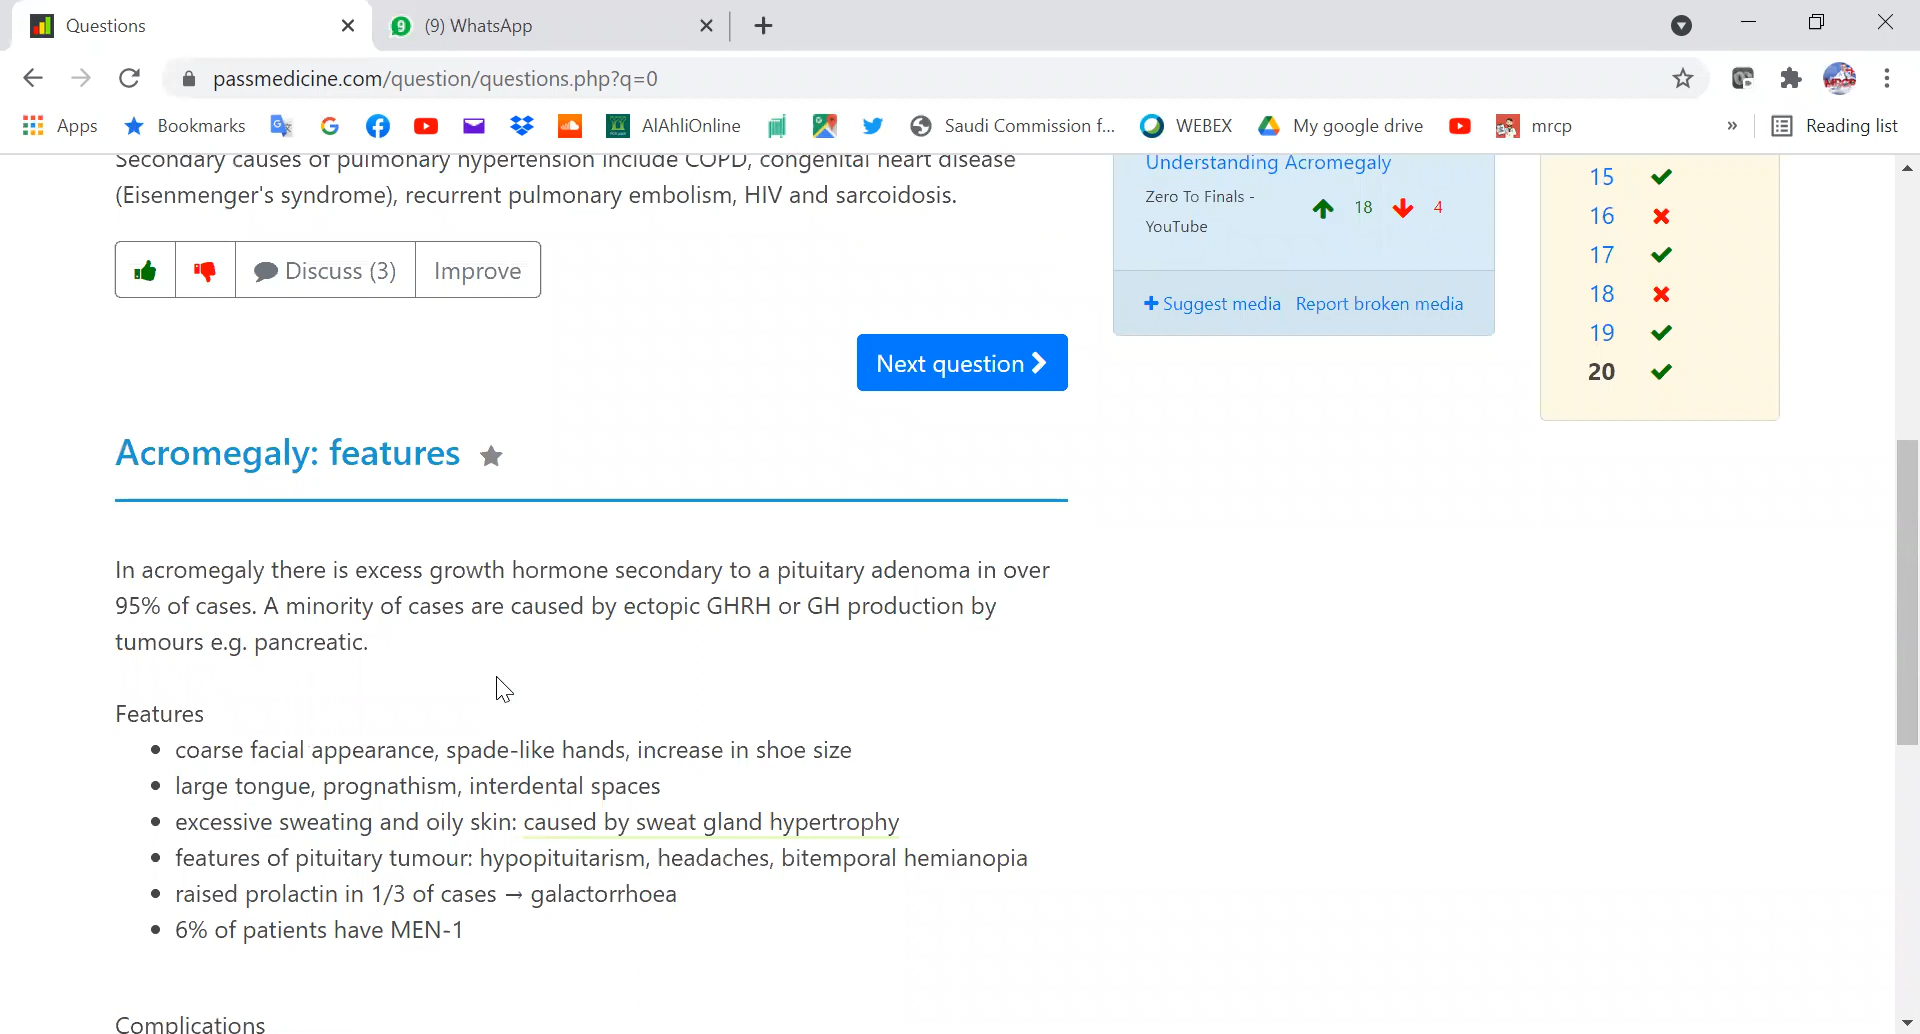 Questions
9
(9) WhatsApp
passmedicine.com/question/questions.php?q=0
Apps
Bookmarks
AlAhliOnline
Saudi Commission f...
WEBEX
My google drive
mrcp
»
Reading list
Secondary causes of pulmonary hypertension include COPD, congenital heart disease
(Eisenmenger's syndrome), recurrent pulmonary embolism, HIV and sarcoidosis.
Discuss (3)
Improve
Next question
Understanding Acromegaly
Zero To Finals -
YouTube
18
4
Suggest media
Report broken media
15
16
17
18
19
20
Acromegaly: features
In acromegaly there is excess growth hormone secondary to a pituitary adenoma in over
95% of cases. A minority of cases are caused by ectopic GHRH or GH production by
tumours e.g. pancreatic.
Features
• coarse facial appearance, spade-like hands, increase in shoe size
• large tongue, prognathism, interdental spaces
• excessive sweating and oily skin: caused by sweat gland hypertrophy
• features of pituitary tumour: hypopituitarism, headaches, bitemporal hemianopia
• raised prolactin in 1/3 of cases → galactorrhoea
• 6% of patients have MEN-1
Complications